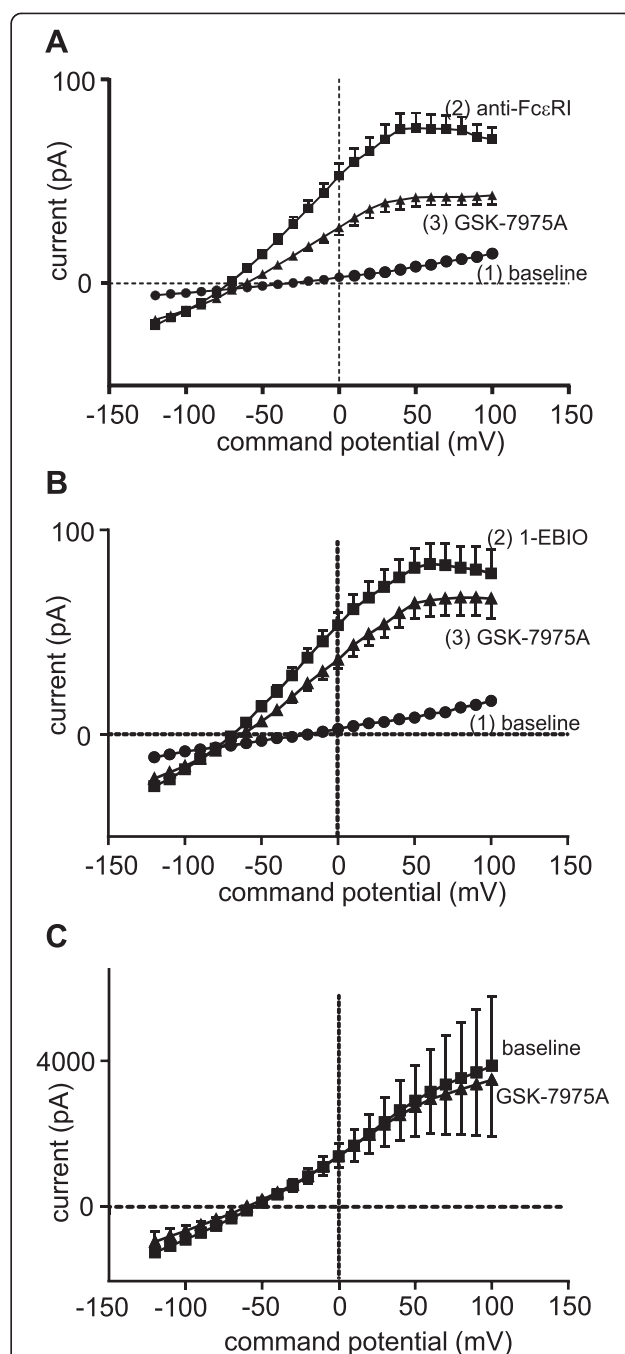 A
100
(2) anti-FcεRI
current (pA)
(3) GSK-7975A
(1) baseline
0
-150 -100 -50 0 50 100 150
command potential (mV)
B
100
(2) 1-EBIO
current (pA)
(3) GSK-7975A
(1) baseline
0
-150 -100 -50 0 50 100 150
command potential (mV)
C
4000
baseline
GSK-7975A
current (pA)
0
-150 -100 -50 0 50 100 150
command potential (mV)